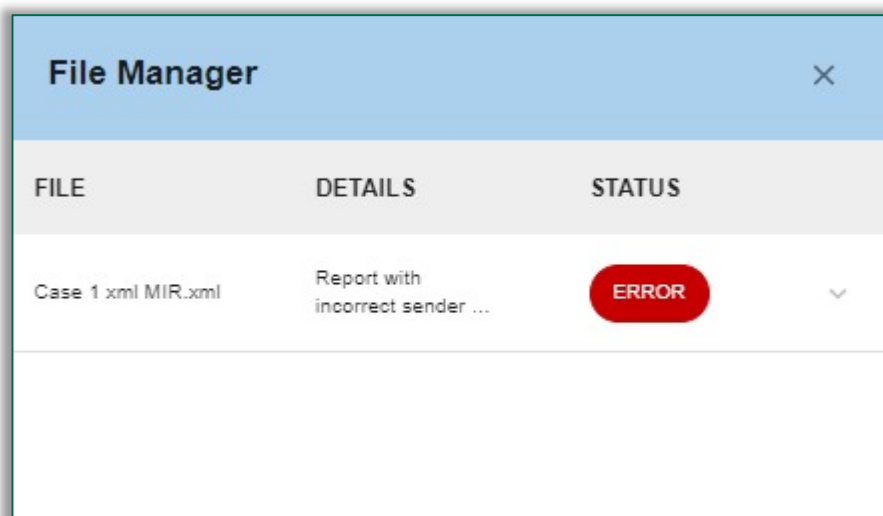 File Manager
FILE DETAILS STATUS
Case 1 xml MIR.xml
Report with
incorrect sender ...
ERROR